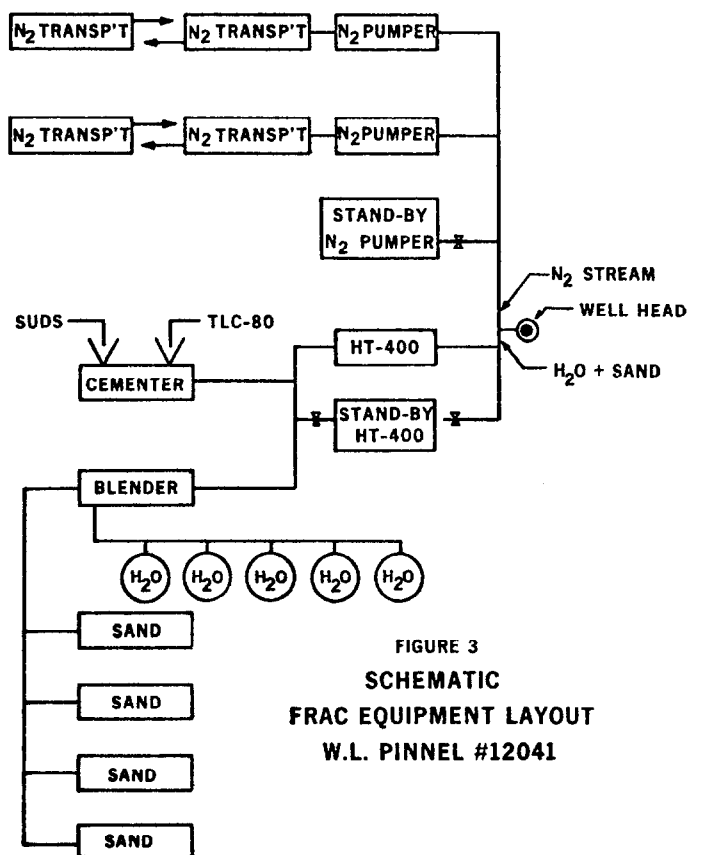 N2 TRANSP'T
N2 TRANSP'T
N2 PUMPER
N2 TRANSP'T
N2 TRANSP'T
N2 PUMPER
STAND-BY
N2 PUMPER
N2 STREAM
WELL HEAD
H2O + SAND
SUDS
TLC-80
CEMENTER
HT-400
STAND-BY
HT-400
BLENDER
H2O
H2O
H2O
H2O
H2O
SAND
SAND
SAND
SAND
FIGURE 3
SCHEMATIC
FRAC EQUIPMENT LAYOUT
W.L. PINNEL #12041